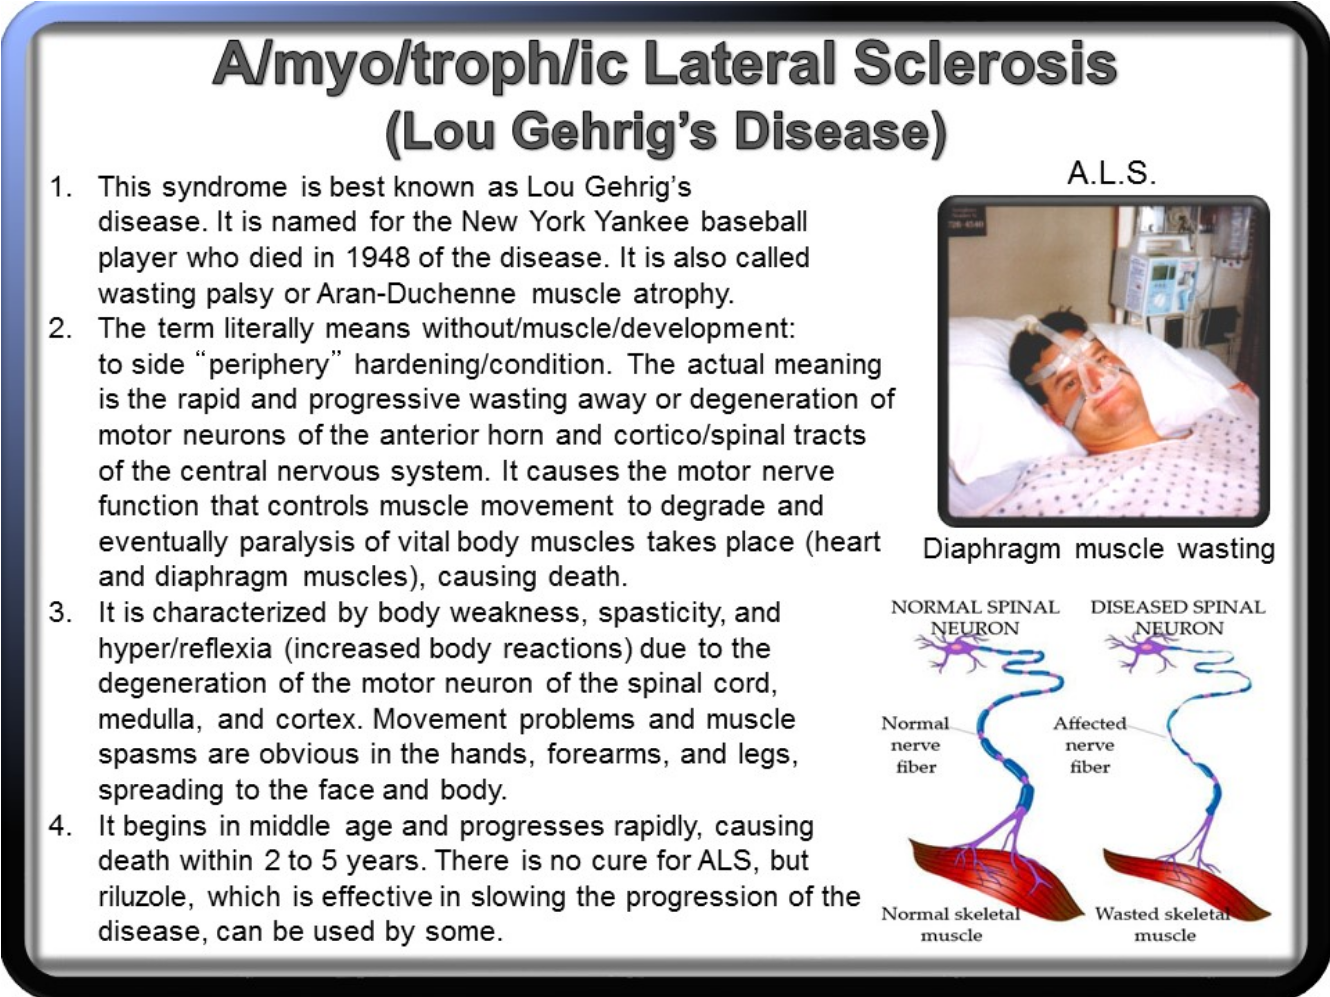 A/myo/troph/ic Lateral Sclerosis
(Lou Gehrig’s Disease)
1. This syndrome is best known as Lou Gehrig’s
disease. It is named for the New York Yankee baseball
player who died in 1948 of the disease. It is also called
wasting palsy or Aran-Duchenne muscle atrophy.
2. The term literally means without/muscle/development:
to side “periphery” hardening/condition. The actual meaning
is the rapid and progressive wasting away or degeneration of
motor neurons of the anterior horn and cortico/spinal tracts
of the central nervous system. It causes the motor nerve
function that controls muscle movement to degrade and
eventually paralysis of vital body muscles takes place (heart
and diaphragm muscles), causing death.
3. It is characterized by body weakness, spasticity, and
hyper/reflexia (increased body reactions) due to the
degeneration of the motor neuron of the spinal cord,
medulla, and cortex. Movement problems and muscle
spasms are obvious in the hands, forearms, and legs,
spreading to the face and body.
4. It begins in middle age and progresses rapidly, causing
death within 2 to 5 years. There is no cure for ALS, but
riluzole, which is effective in slowing the progression of the
disease, can be used by some.
A.L.S.
Diaphragm muscle wasting
NORMAL SPINAL
NEURON
DISEASED SPINAL
NEURON
Normal
nerve
fiber
Affected
nerve
fiber
Normal skeletal
muscle
Wasted skeletal
muscle